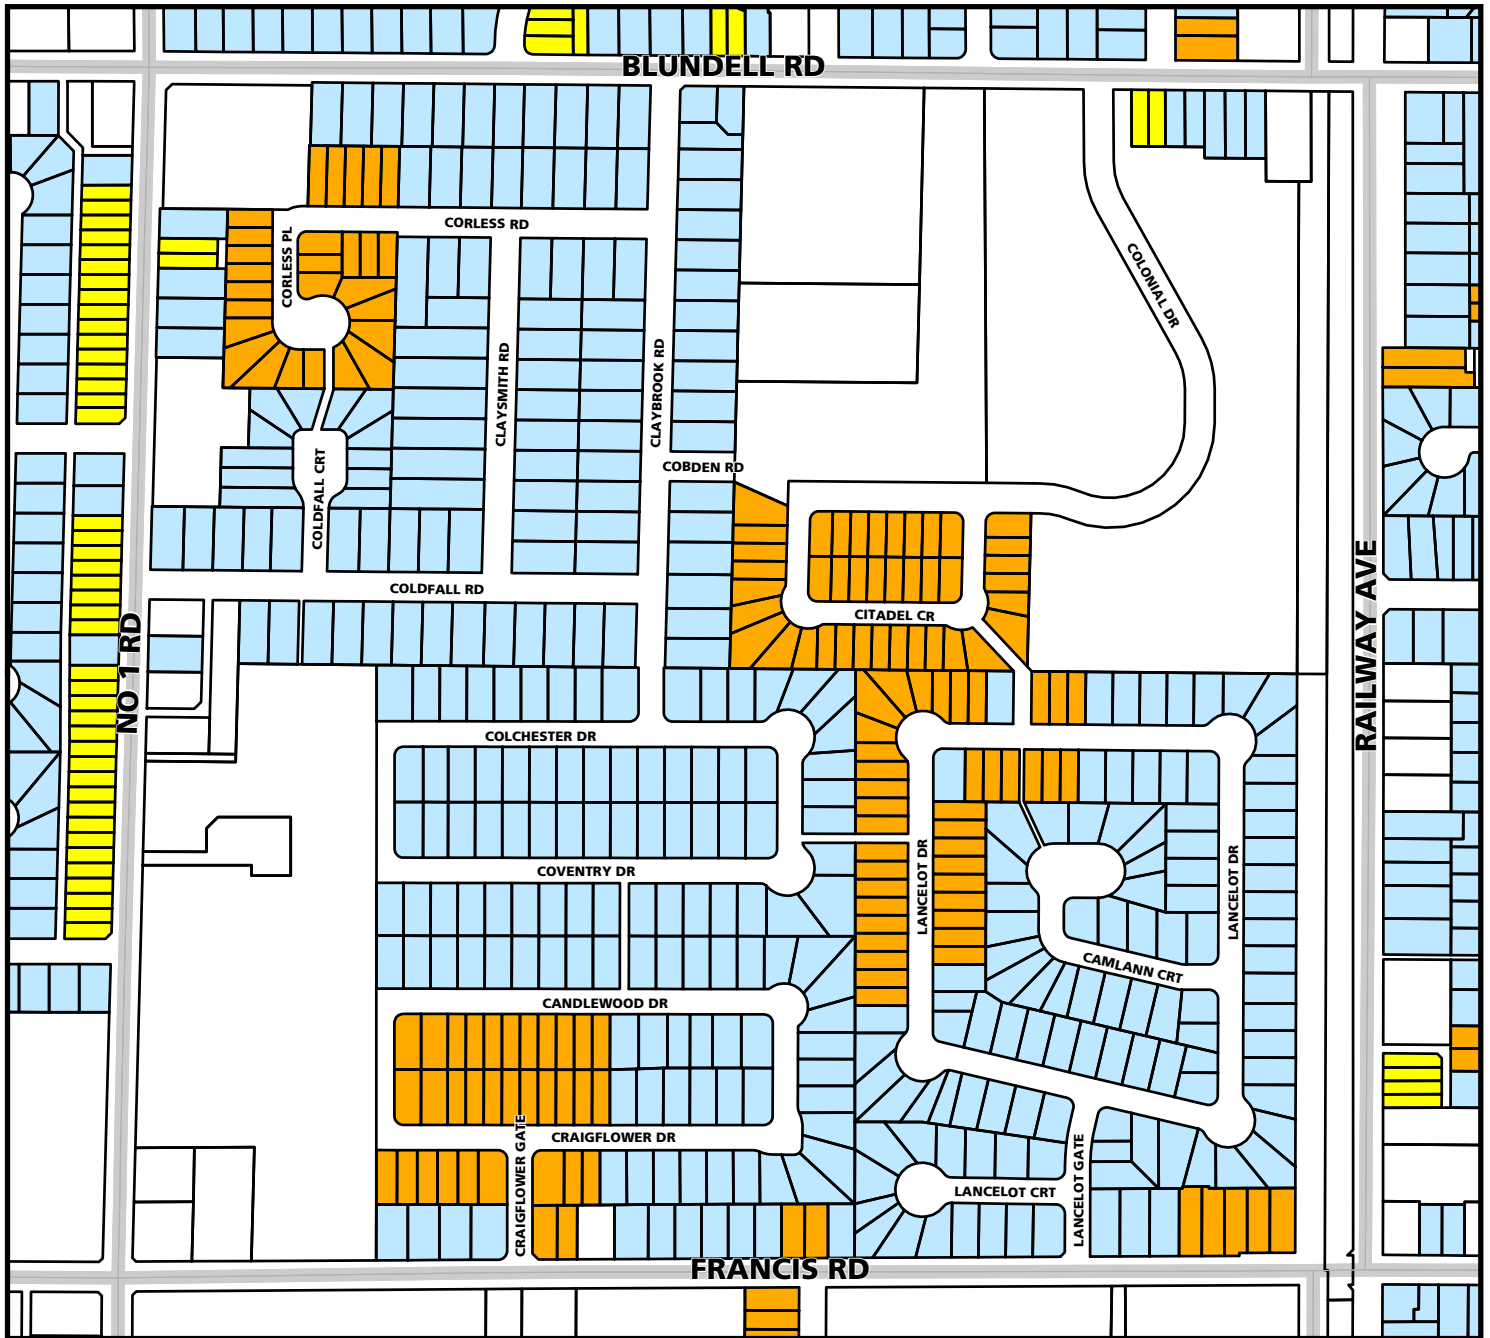 BLUNDELL RD
CORLESS RD
CORLESS PL
COLONIAL DR
CLAYSMITH RD
CLAYBROOK RD
COBDEN RD
COLDFALL CRT
COLDFALL RD
CITADEL CR
NO 1 RD
RAILWAY AVE
COLCHESTER DR
COVENTRY DR
LANCELOT DR
LANCELOT DR
CAMLANN CRT
CANDLEWOOD DR
CRAIGFLOWER DR
CRAIGFLOWER GATE
LANCELOT GATE
LANCELOT CRT
FRANCIS RD